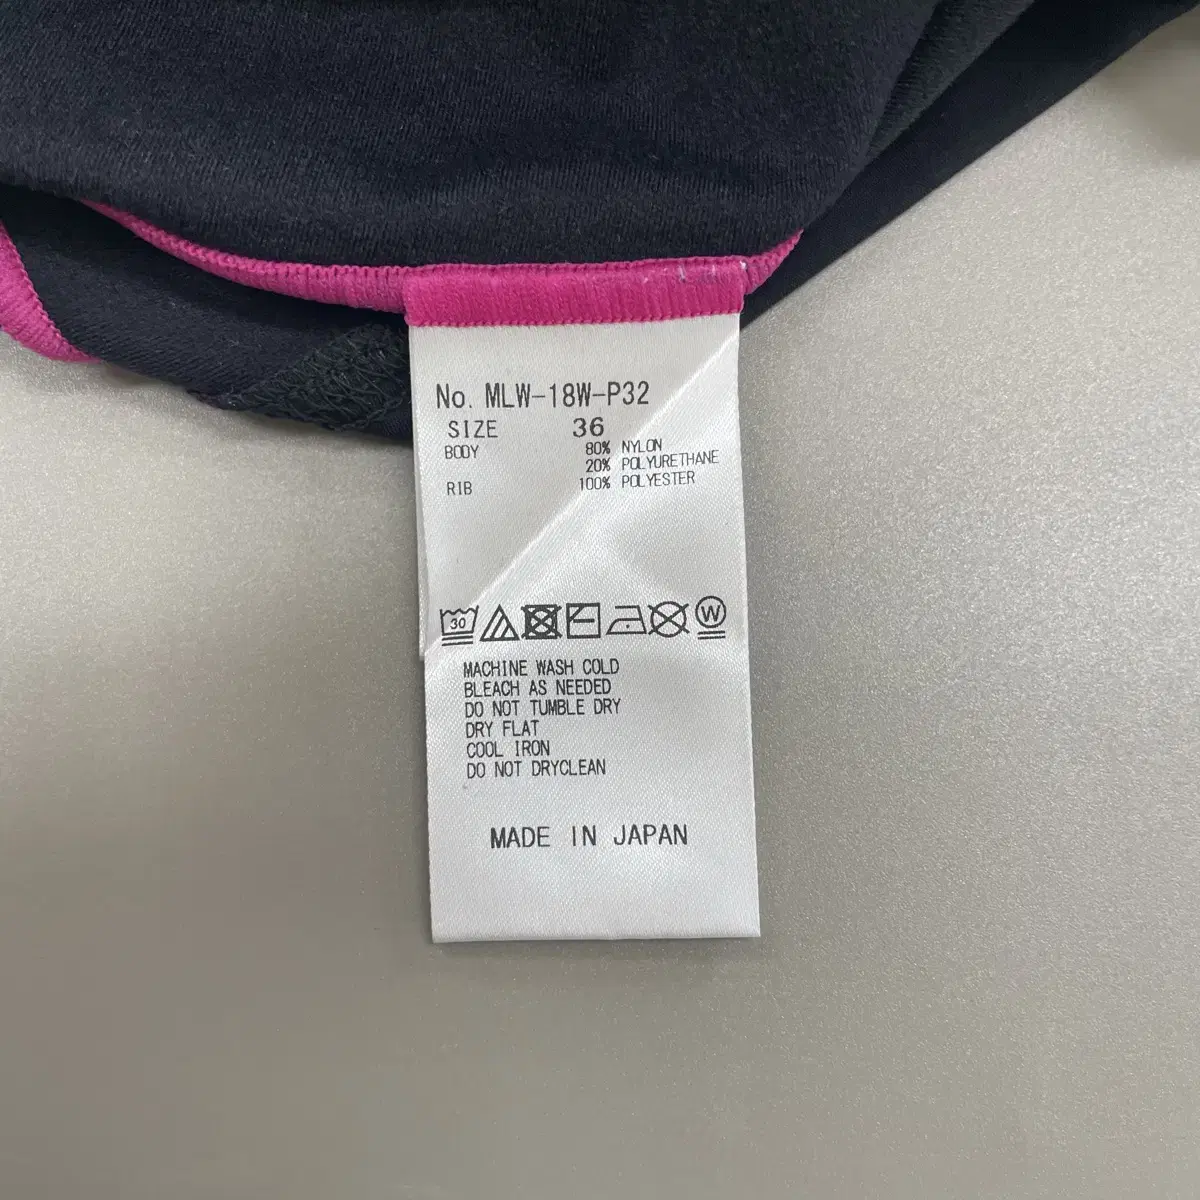 No. MLW-18W-P32
SIZE 36
BODY 80% NYLON
20% POLYURETHANE
RIB 100% POLYESTER
30 W
MACHINE WASH COLD
BLEACH AS NEEDED
DO NOT TUMBLE DRY
DRY FLAT
COOL IRON
DO NOT DRYCLEAN
MADE IN JAPAN